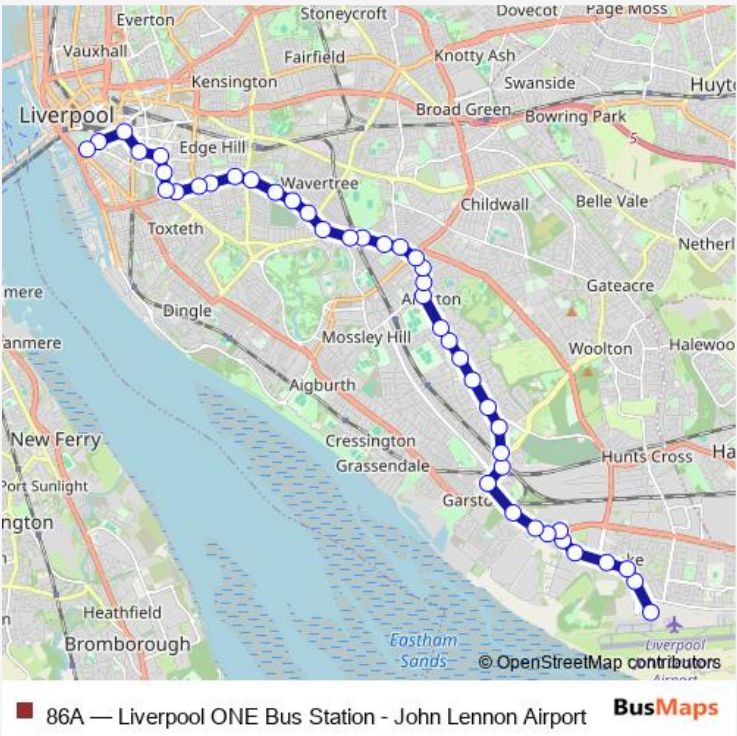 Everton
Stoneycroft
Dovecot
Page Moss
Vauxhall
Fairfield
Knotty Ash
Kensington
Swanside
Huyto
Liverpool
Broad Green
Bowring Park
5
Edge Hill
Wavertree
Childwall
Belle Vale
Toxteth
Netherl
mere
Gateacre
Dingle
Mossley Hill
anmere
Woolton
Halewoo
Aigburth
New Ferry
Cressington
Grassendale
Hunts Cross
Ha
Port Sunlight
Garsto
ngton
ke
Heathfield
Bromborough
Eastham
Sands
Liverpool
© OpenStreetMap contributors
Airport
86A — Liverpool ONE Bus Station - John Lennon Airport
BusMaps